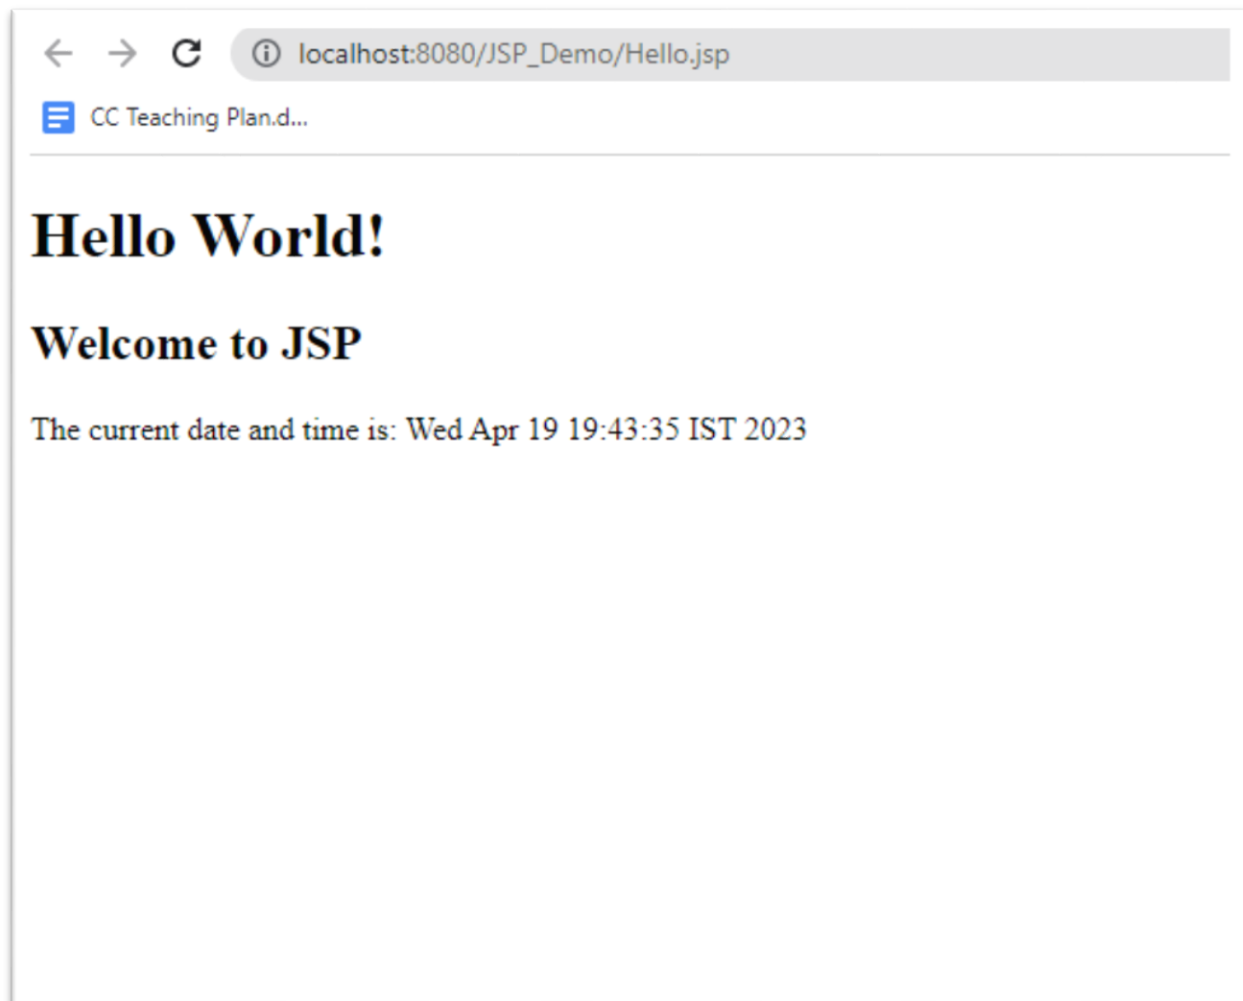 localhost:8080/JSP_Demo/Hello.jsp
CC Teaching Plan.d...
Hello World!
Welcome to JSP
The current date and time is: Wed Apr 19 19:43:35 IST 2023